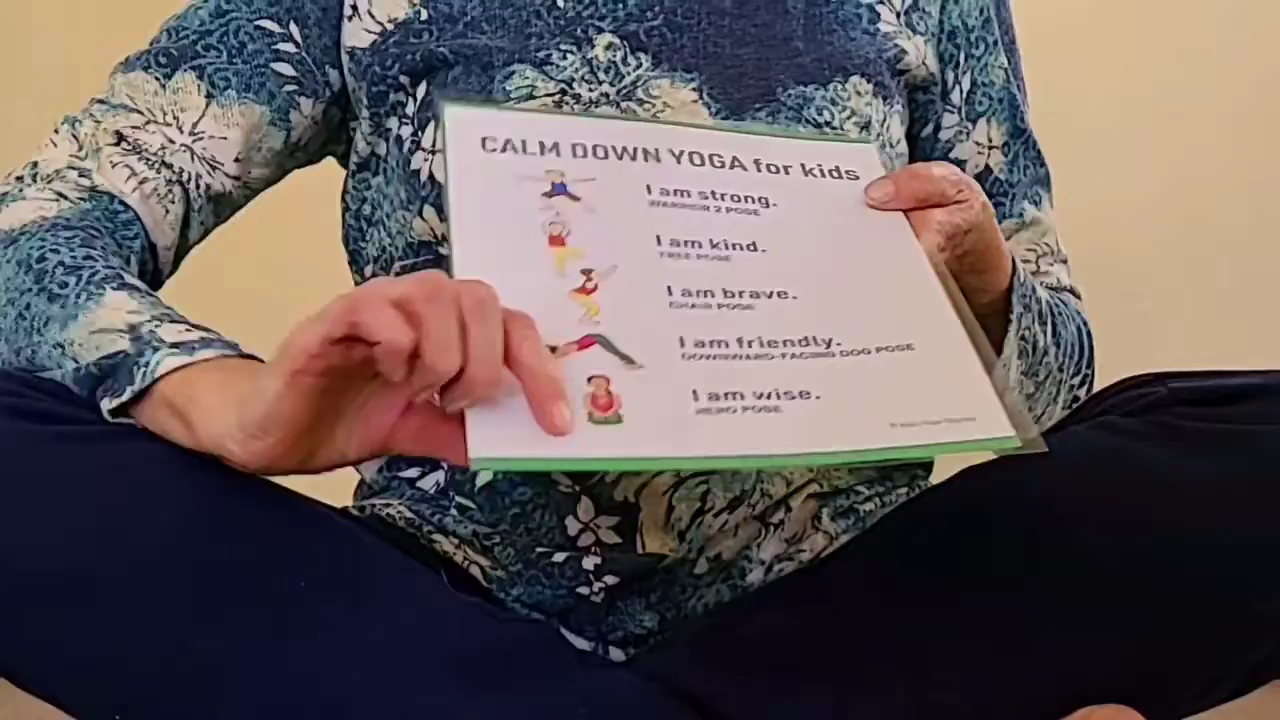 CALM DOWN YOGA for kids
I am strong.
WARRIOR 2 POSE
I am kind.
TREE POSE
I am brave.
CHAIR POSE
I am friendly.
DOWNWARD-FACING DOG POSE
I am wise.
HERO POSE